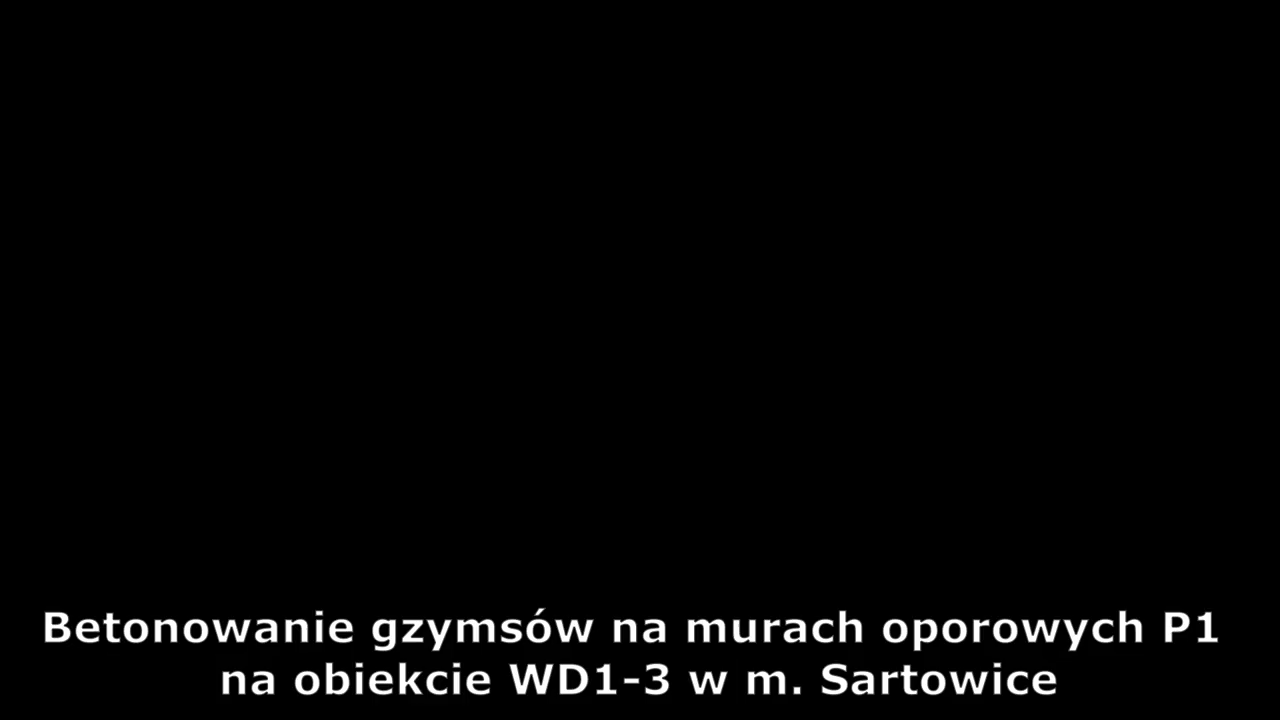 Betonowanie gzymsów na murach oporowych P1
na obiekcie WD1-3 w m. Sartowice